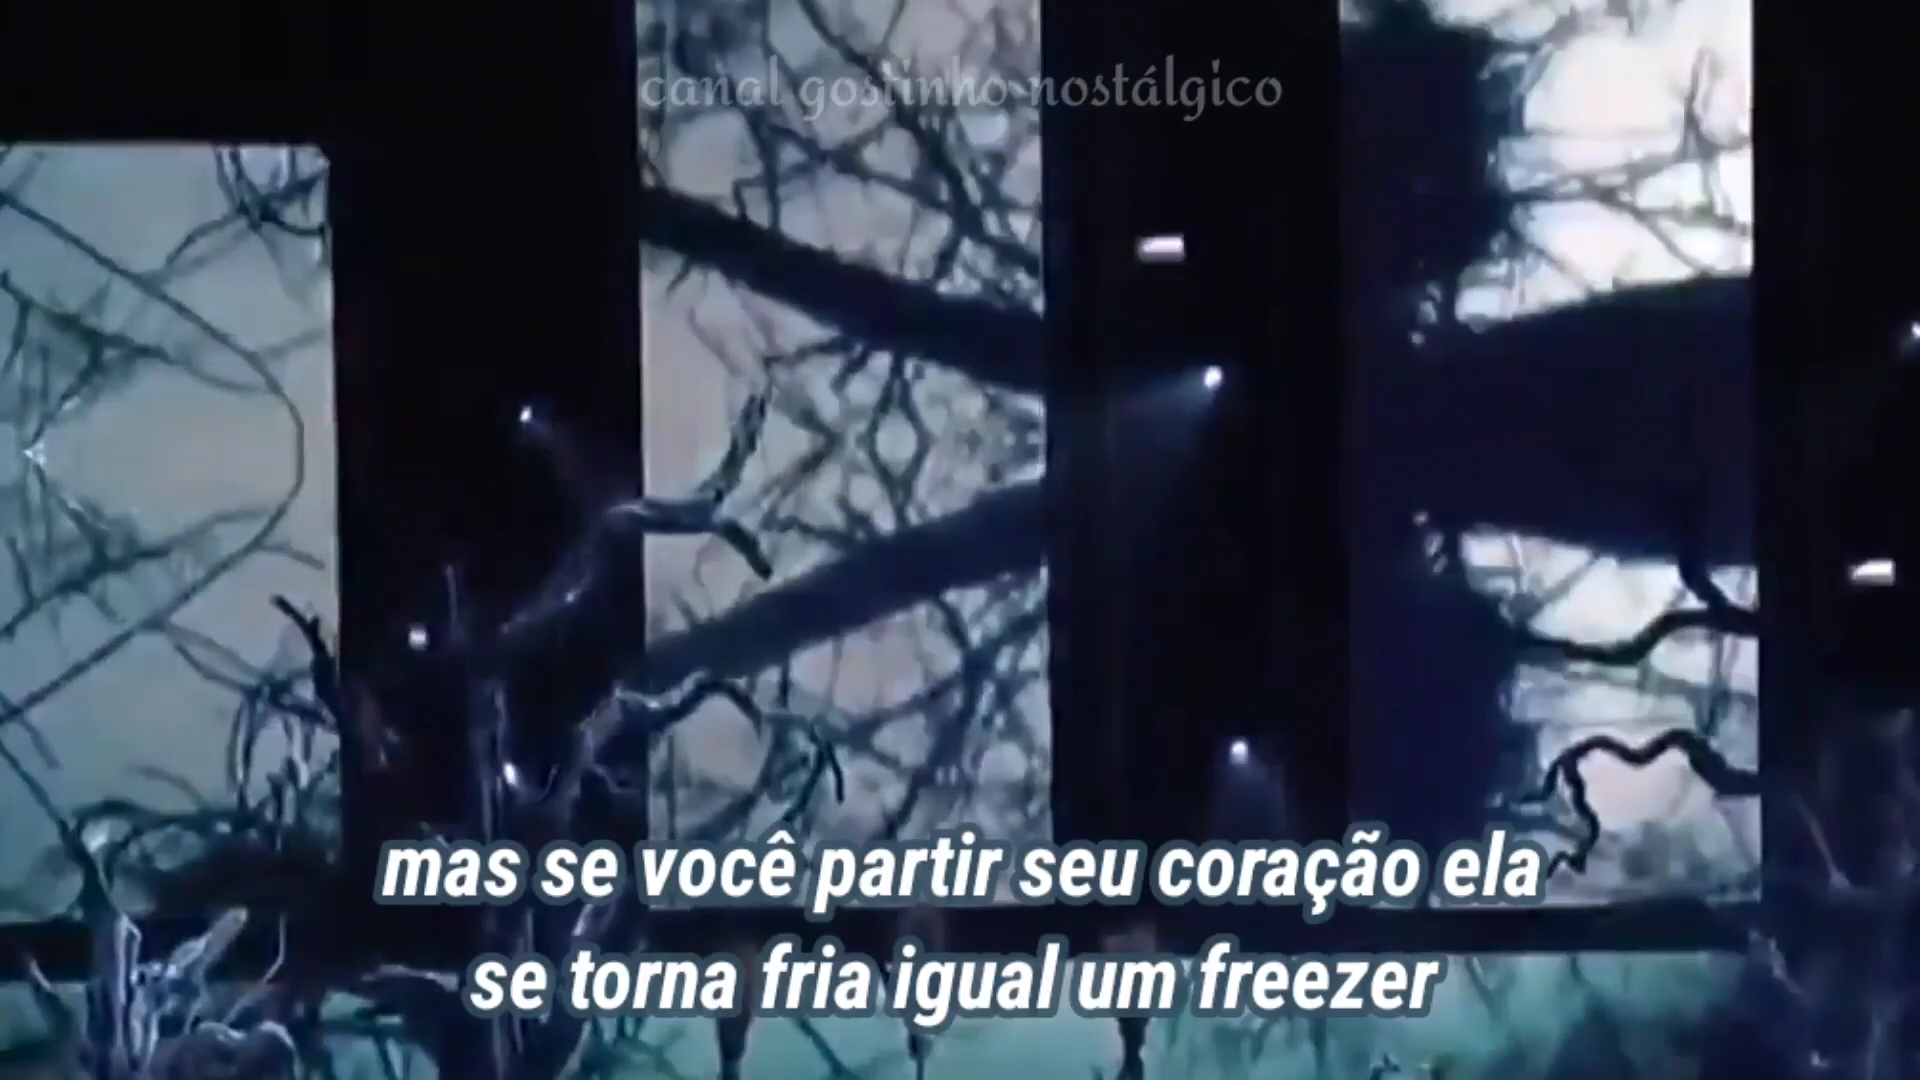 canal gostinho nostálgico
mas se você partir seu coração ela
se torna fria igual um freezer